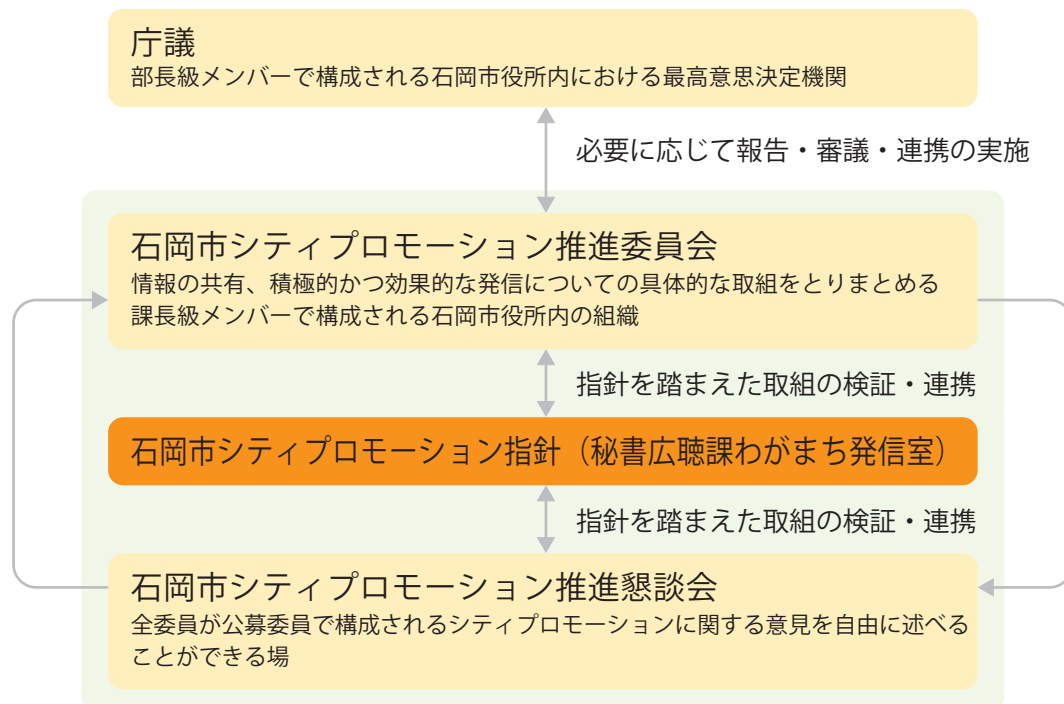 庁議
部長級メンバーで構成される石岡市役所内における最高意思決定機関
必要に応じて報告・審議・連携の実施
石岡市シティプロモーション推進委員会
情報の共有、積極的かつ効果的な発信についての具体的な取組をとりまとめる
課長級メンバーで構成される石岡市役所内の組織
指針を踏まえた取組の検証・連携
石岡市シティプロモーション指針（秘書広聴課わがまち発信室）
指針を踏まえた取組の検証・連携
石岡市シティプロモーション推進懇談会
全委員が公募委員で構成されるシティプロモーションに関する意見を自由に述べる
ことができる場